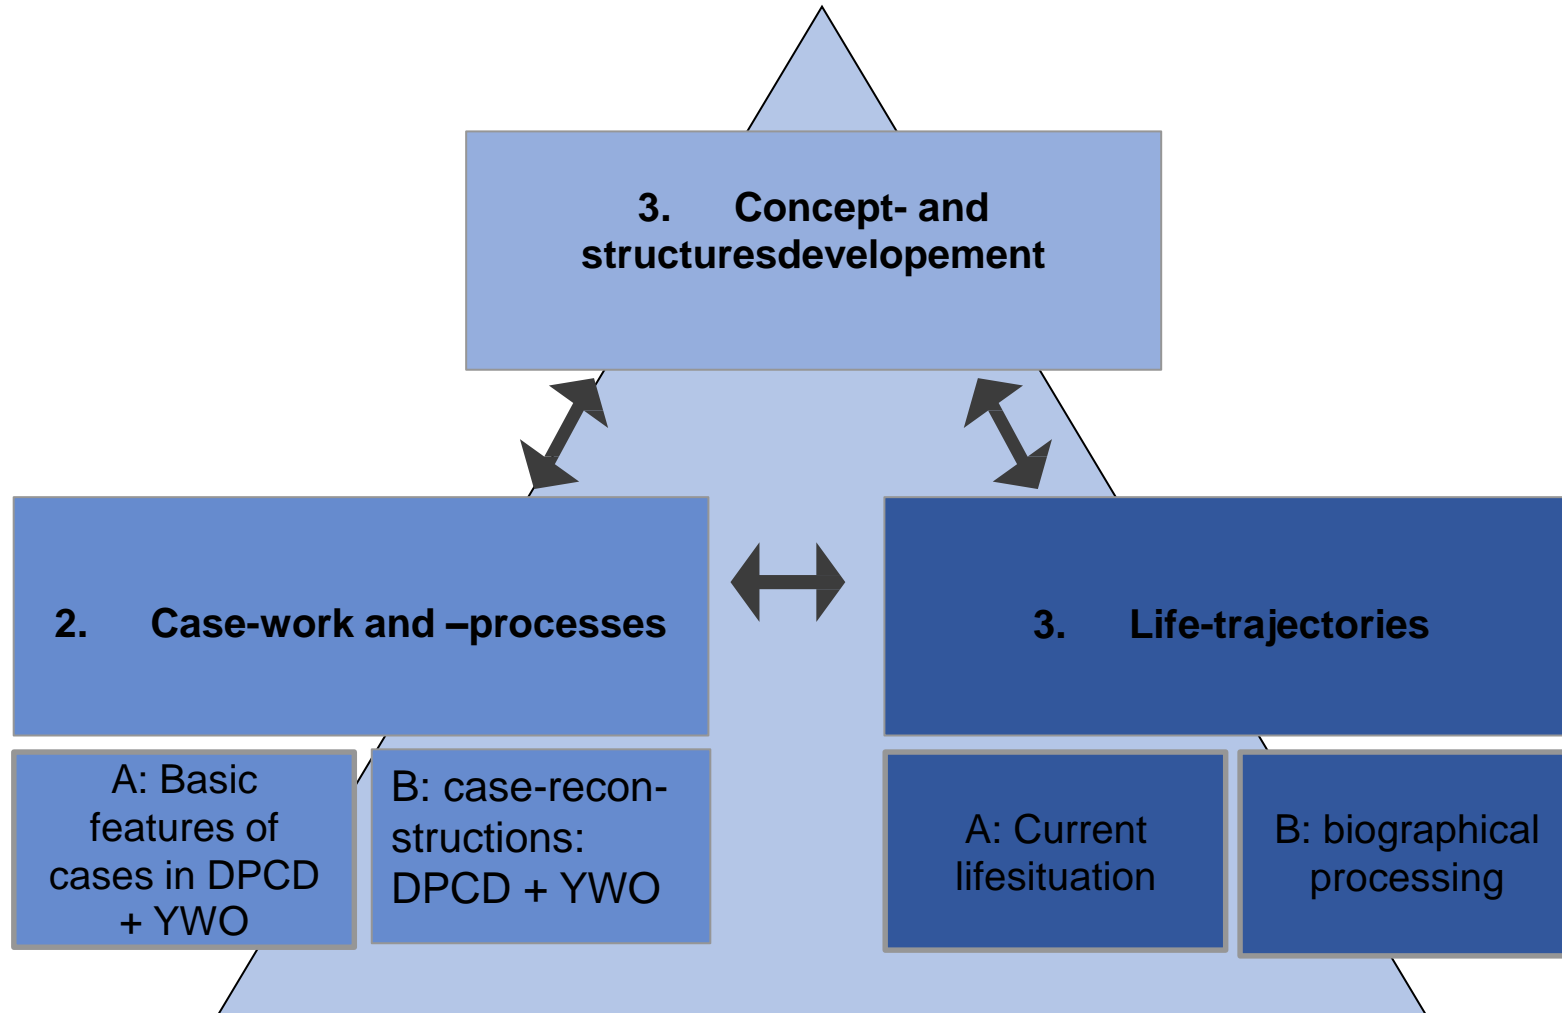 3. Concept- and
structuresdevelopement
2. Case-work and –processes
3. Life-trajectories
A: Basic
features of
cases in DPCD
+ YWO
B: case-recon-
structions:
DPCD + YWO
A: Current
lifesituation
B: biographical
processing